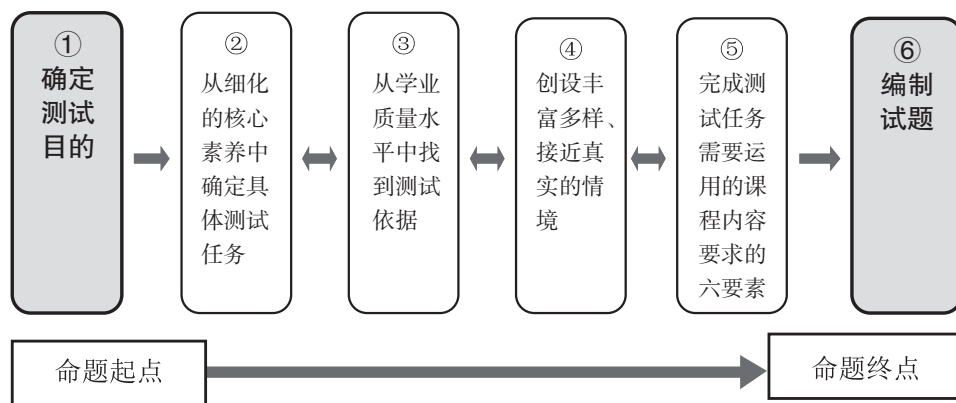 ①
确定
测试
目的
②
从细化
的核心
素养中
确定具
体测试
任务
③
从学业
质量水
平中找
到测试
依据
④
创设丰
富多样、
接近真
实的情
境
⑤
完成测
试任务
需要运
用的课
程内容
要求的
六要素
⑥
编制
试题
命题起点
命题终点